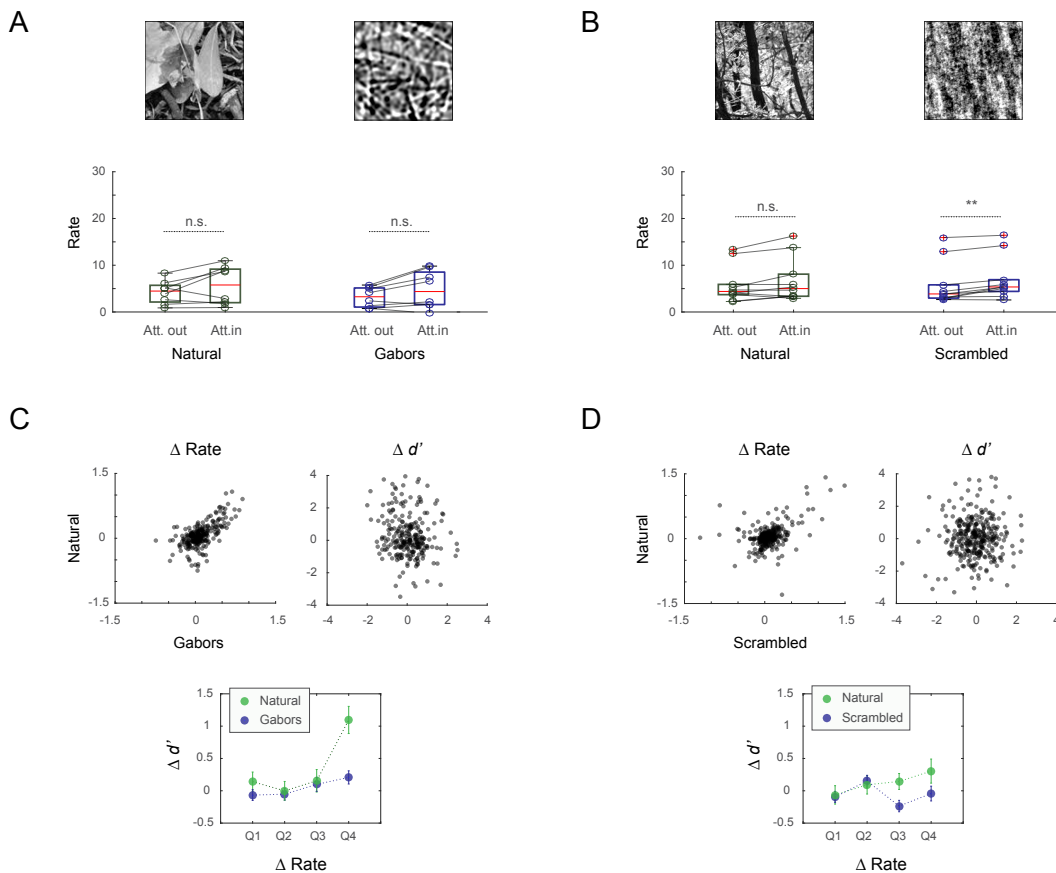 A
B
30
20
10
0
Rate
n.s.
n.s.
Att. out
Att.in
Att. out
Att.in
Natural
Gabors
30
20
10
0
Rate
n.s.
**
Att. out
Att.in
Att. out
Att.in
Natural
Scrambled
C
D
Δ Rate
Δ d'
1.5
0
-1.5
Natural
-1.5
0
1.5
Gabors
4
2
0
-2
-4
-4
-2
0
2
4
Δ Rate
Δ d'
1.5
0
-1.5
Natural
-1.5
0
1.5
Scrambled
4
2
0
-2
-4
-4
-2
0
2
4
1.5
1
0.5
0
-0.5
Δ d'
Natural
Gabors
Q1
Q2
Q3
Q4
Δ Rate
1.5
1
0.5
0
-0.5
Δ d'
Natural
Scrambled
Q1
Q2
Q3
Q4
Δ Rate